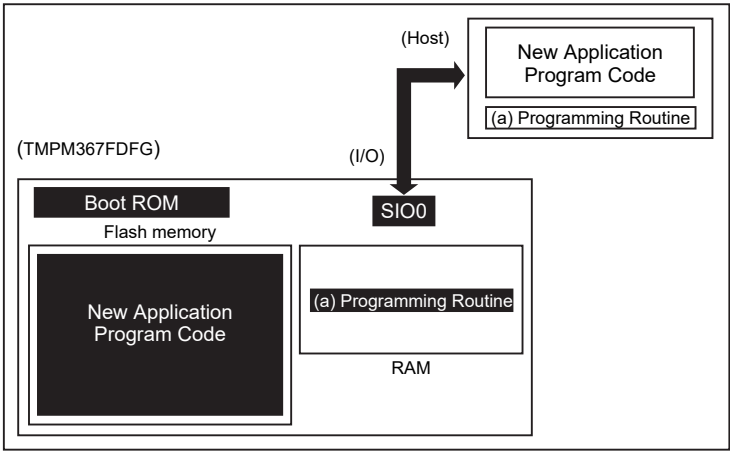 (Host)
New Application
Program Code
(a) Programming Routine
(TMPM367FDFG)
(I/O)
Boot ROM
SIO0
Flash memory
New Application
Program Code
(a) Programming Routine
RAM